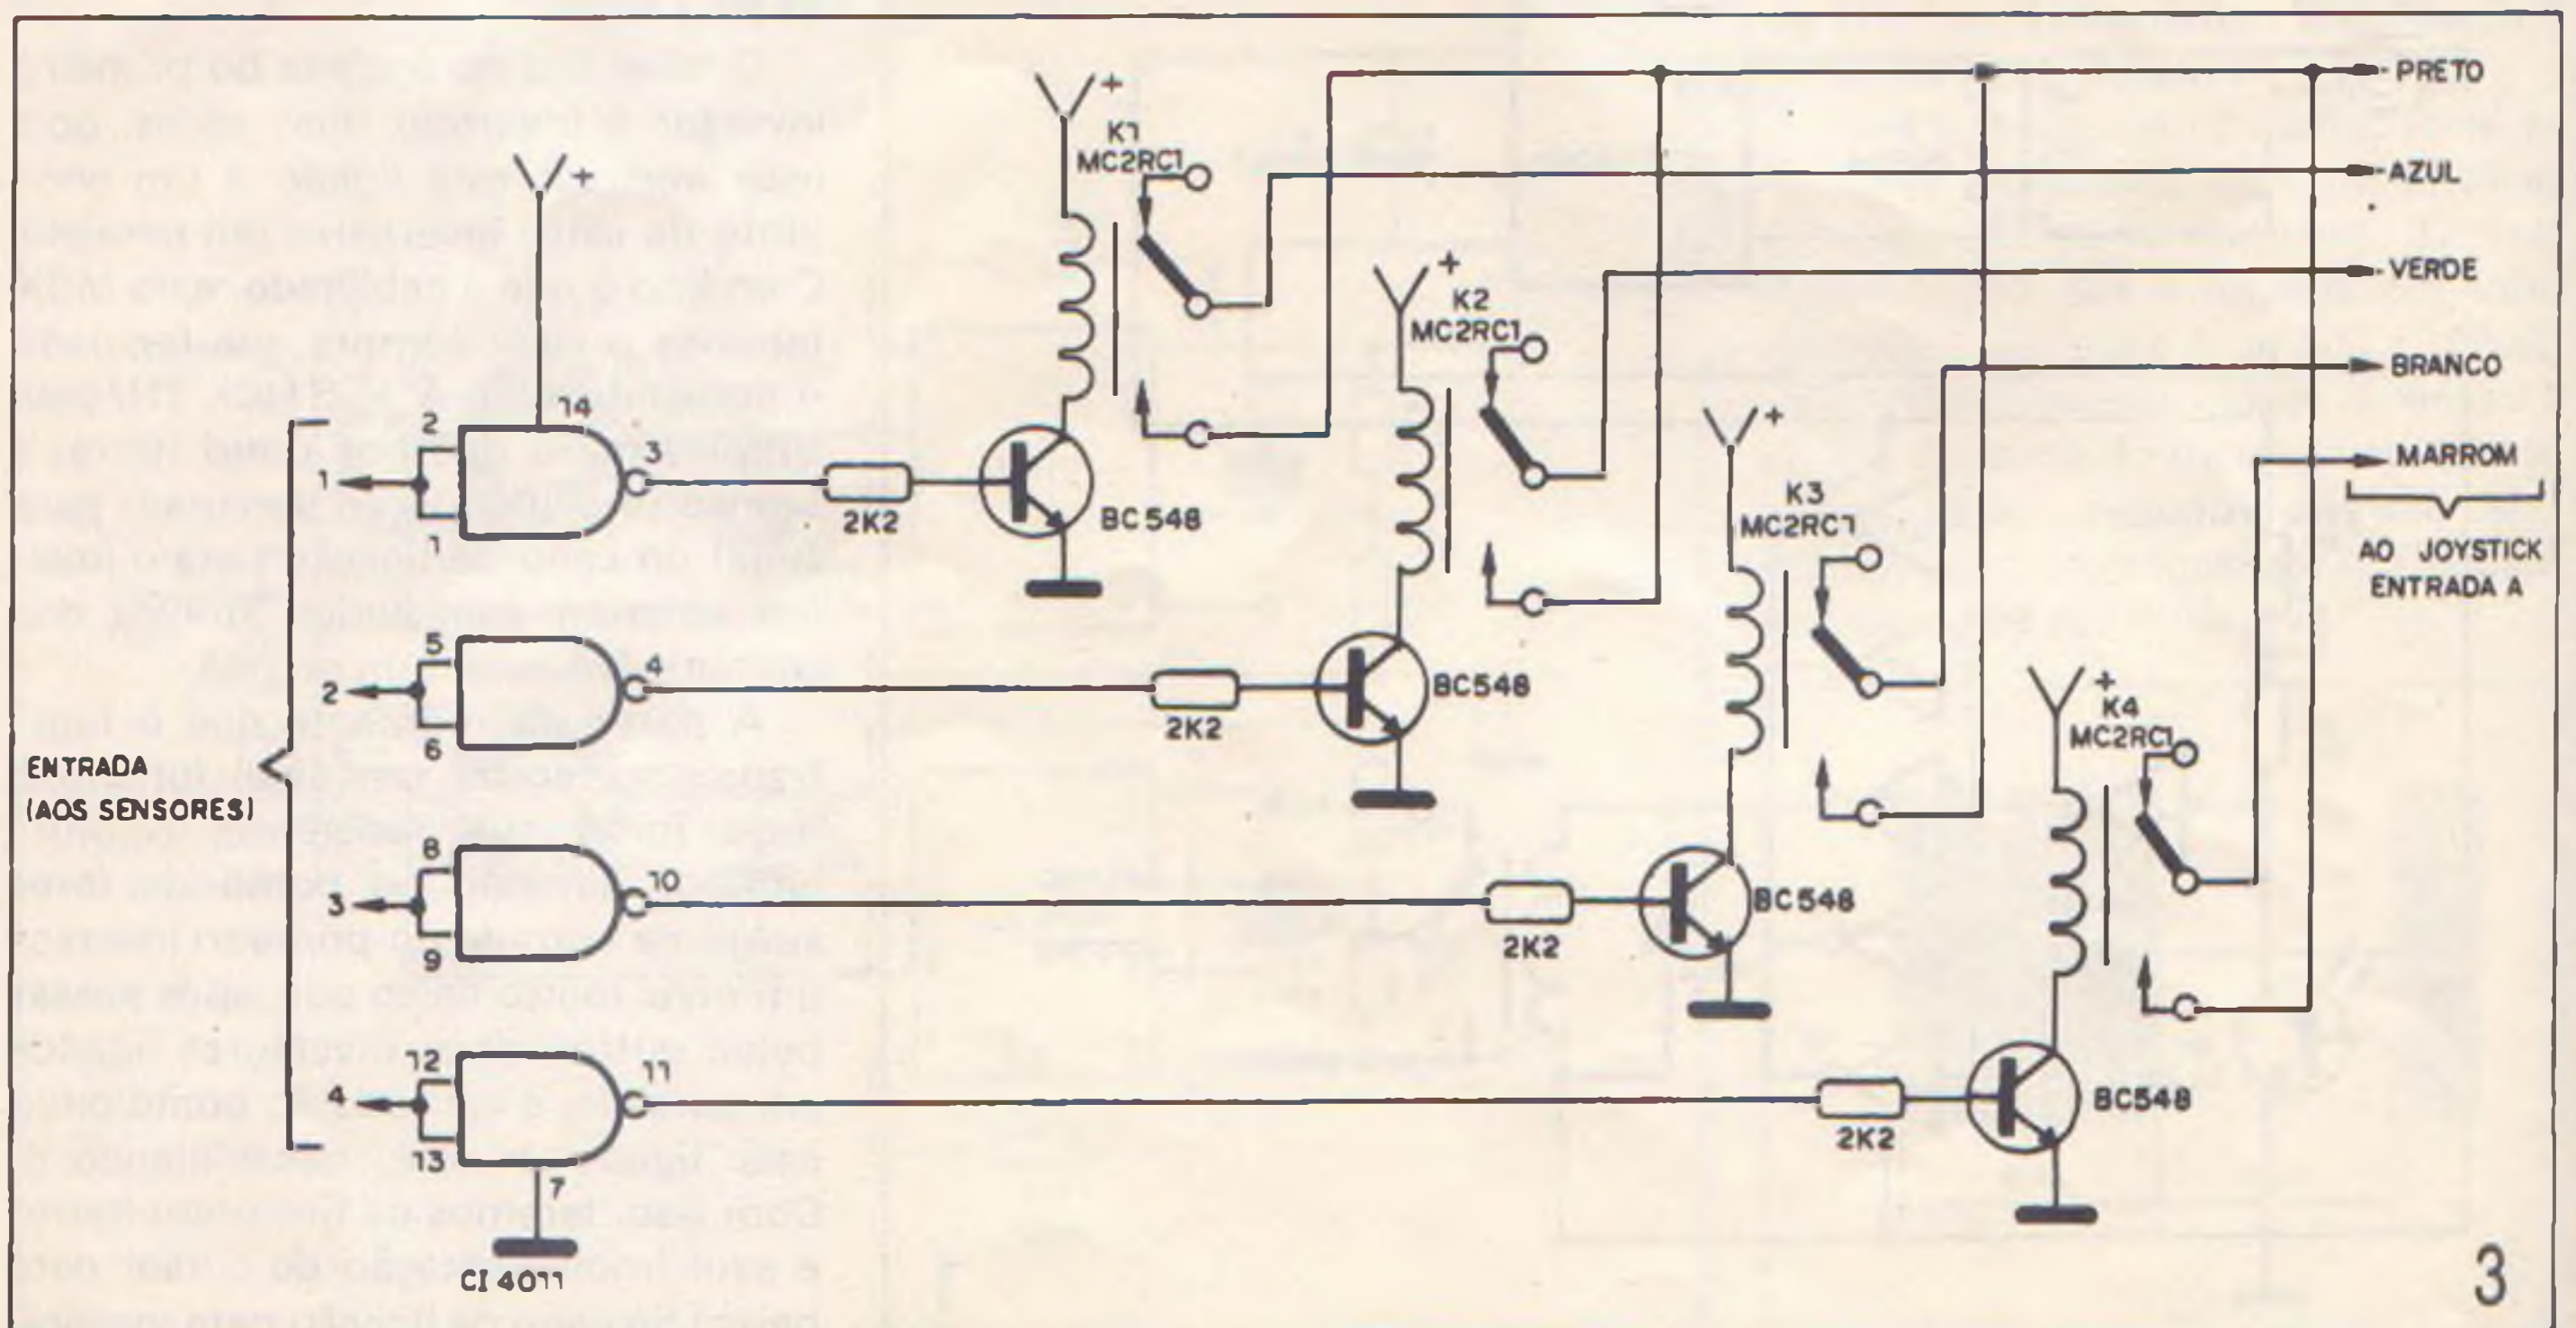 PRETO
+
K1
MC2RC1
AZUL
+
VERDE
+
K2
MC2RC1
BRANCO
+
MARROM
2
14
3
1
1
2K2
BC548
K3
MC2RC1
AO JOYSTICK
ENTRADA A
5
4
2
6
2K2
BC548
+
K4
MC2RC1
ENTRADA
(AOS SENSORES)
8
10
3
9
2K2
BC548
12
11
4
13
2K2
BC548
7
CI 4011
3